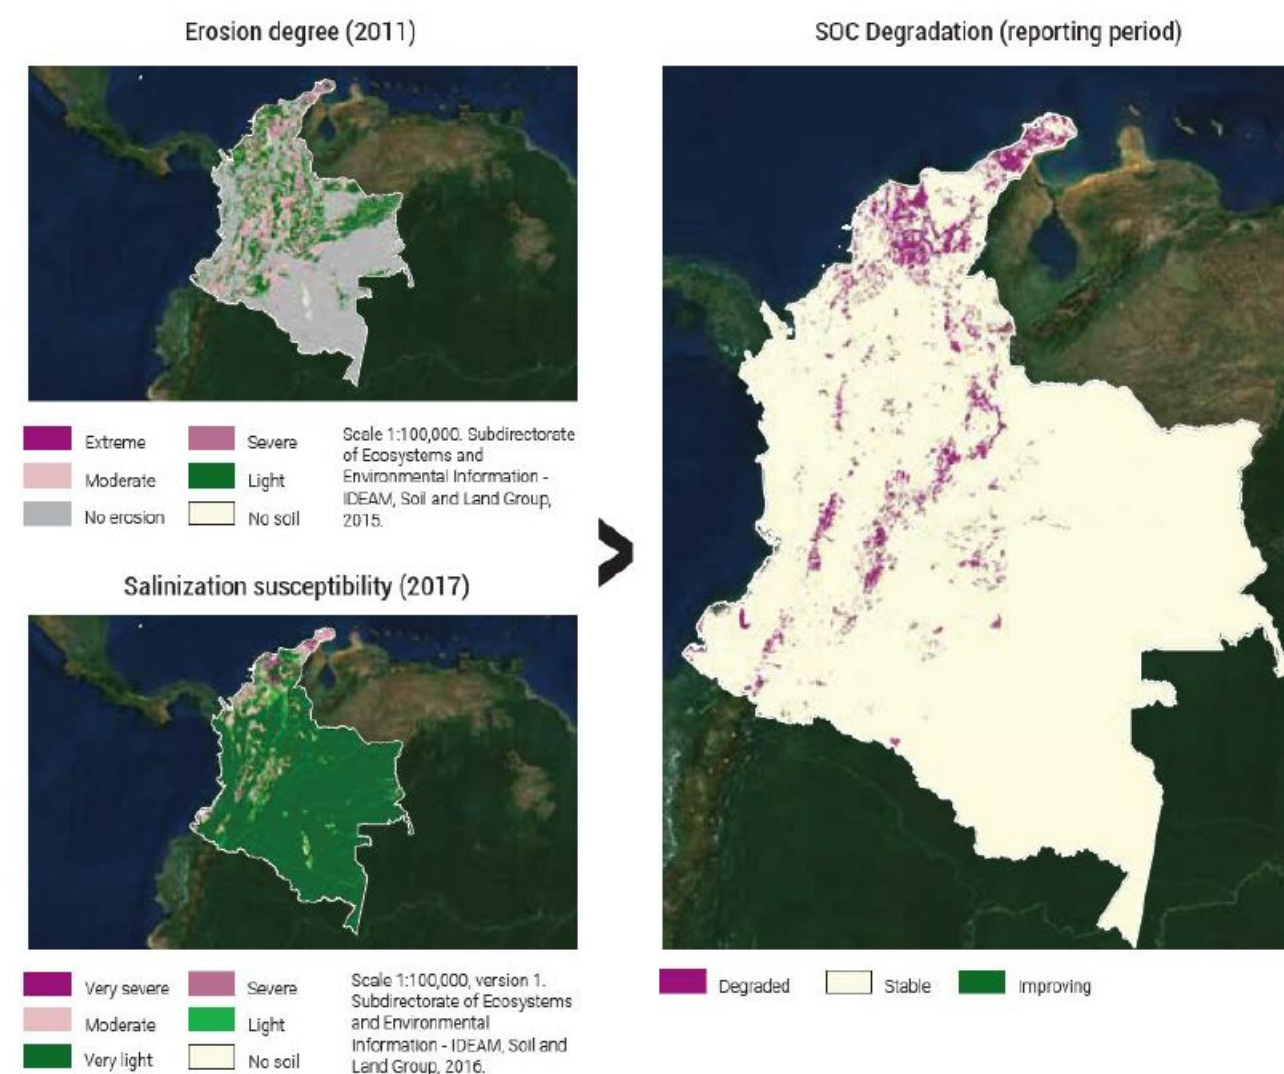 Erosion degree (2011)
Extreme
Severe
Moderate
Light
No erosion
No soil
Scale 1:100,000. Subdirectorate
of Ecosystems and
Environmental Information -
IDEAM, Soil and Land Group,
2015.
Salinization susceptibility (2017)
Very severe
Severe
Moderate
Light
Very light
No soil
Scale 1:100,000, version 1.
Subdirectorate of Ecosystems
and Environmental
Information - IDEAM, Soil and
Land Group, 2016.
>
SOC Degradation (reporting period)
Degraded
Stable
Improving